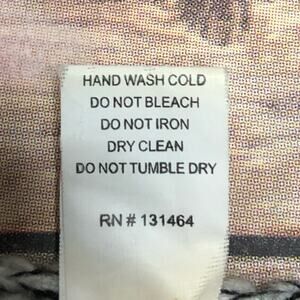 HAND WASH COLD
DO NOT BLEACH
DO NOT IRON
DRY CLEAN
DO NOT TUMBLE DRY
RN # 131464